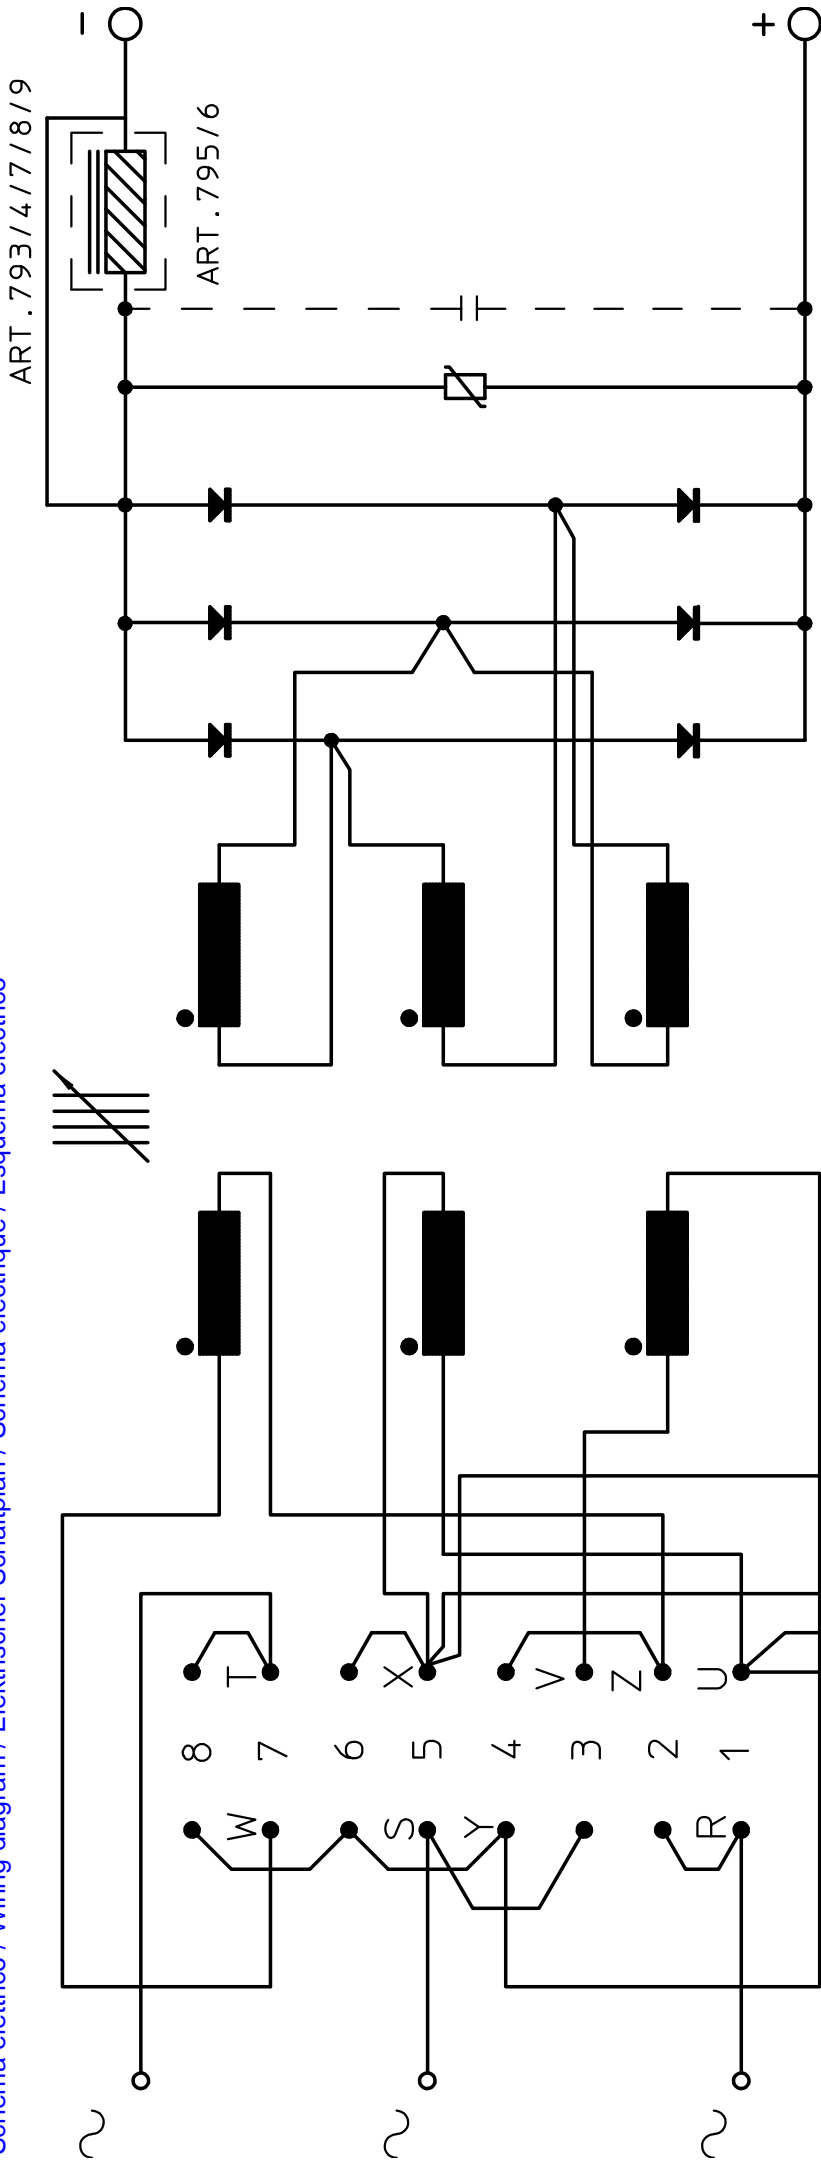 Schema elettrico / Wiring diagram / Elektrischer Schaltplan / Schéma électrique / Esquema eléctrico
ART.793/4/7/8/9
ART.795/6
-
+
T X V Z U
8 7 6 5 4 3 2 1
W S Y R
~ ~ ~